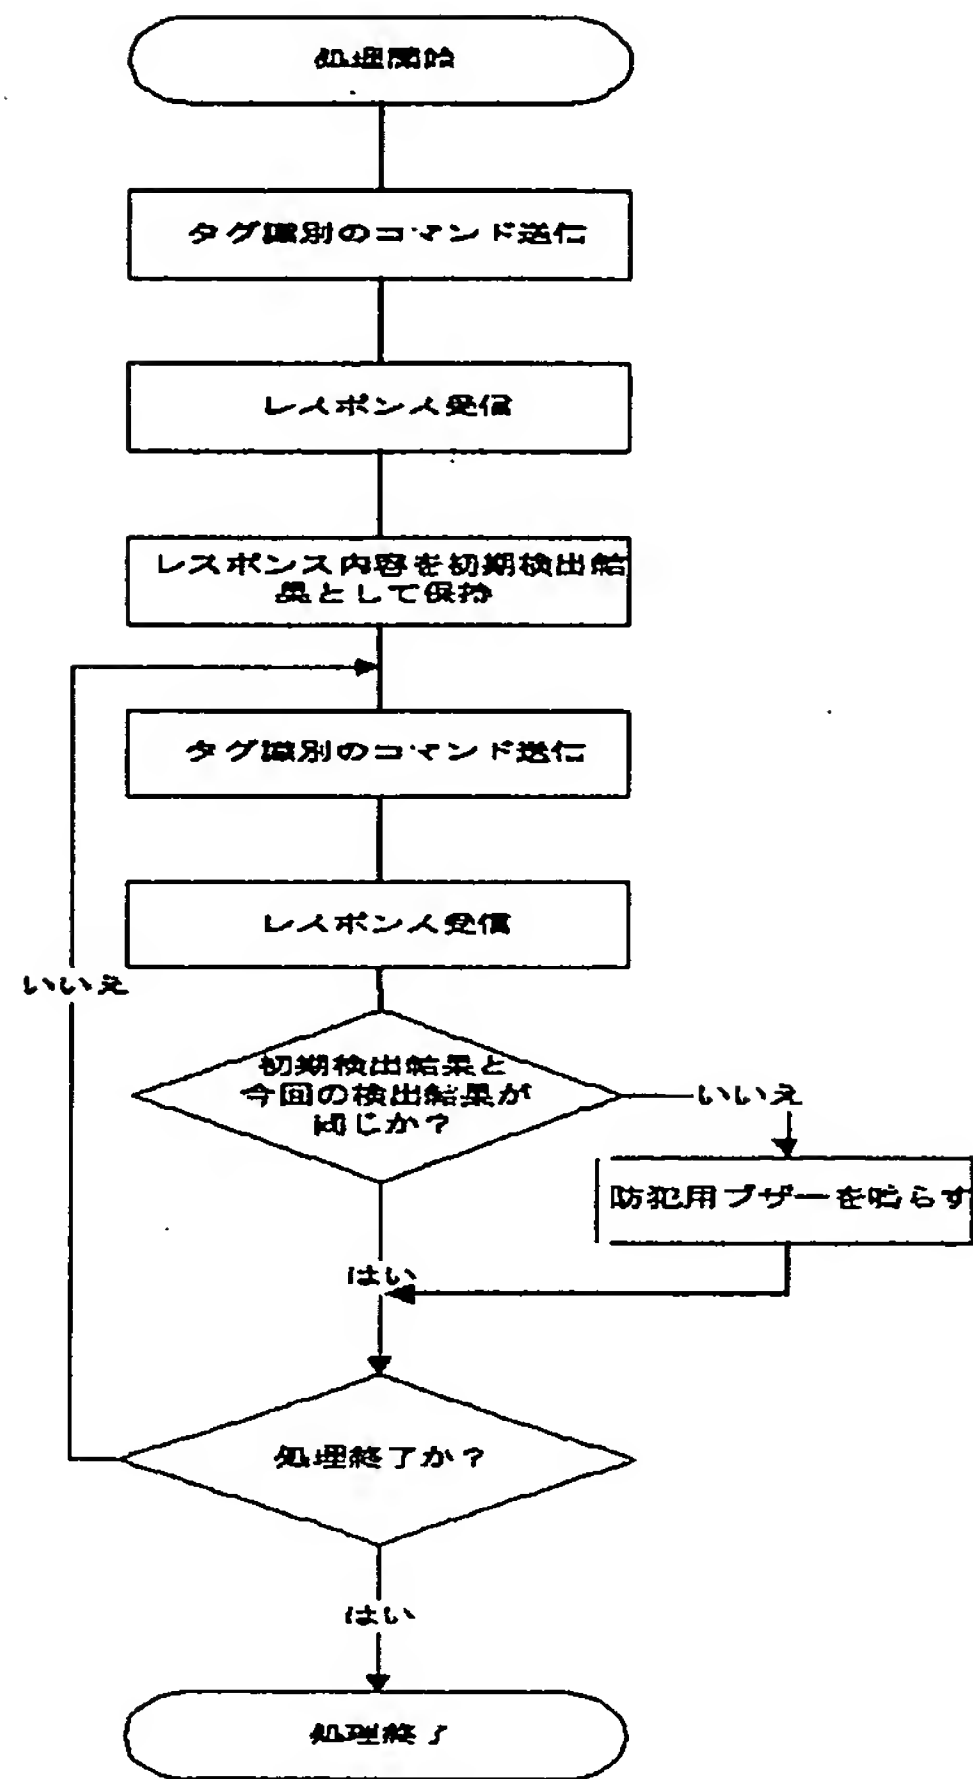 処理開始
タグ識別のコマンド送信
レスポンス受信
レスポンス内容を初期検出結
果として保持
タグ識別のコマンド送信
レスポンス受信
いいえ
初期検出結果と
今回の検出結果が
同じか？
いいえ
防犯用ブザーを鳴らす
はい
処理終了か？
はい
処理終了